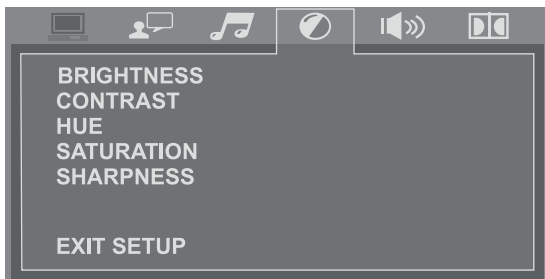 BRIGHTNESS
CONTRAST
HUE
SATURATION
SHARPNESS
EXIT SETUP